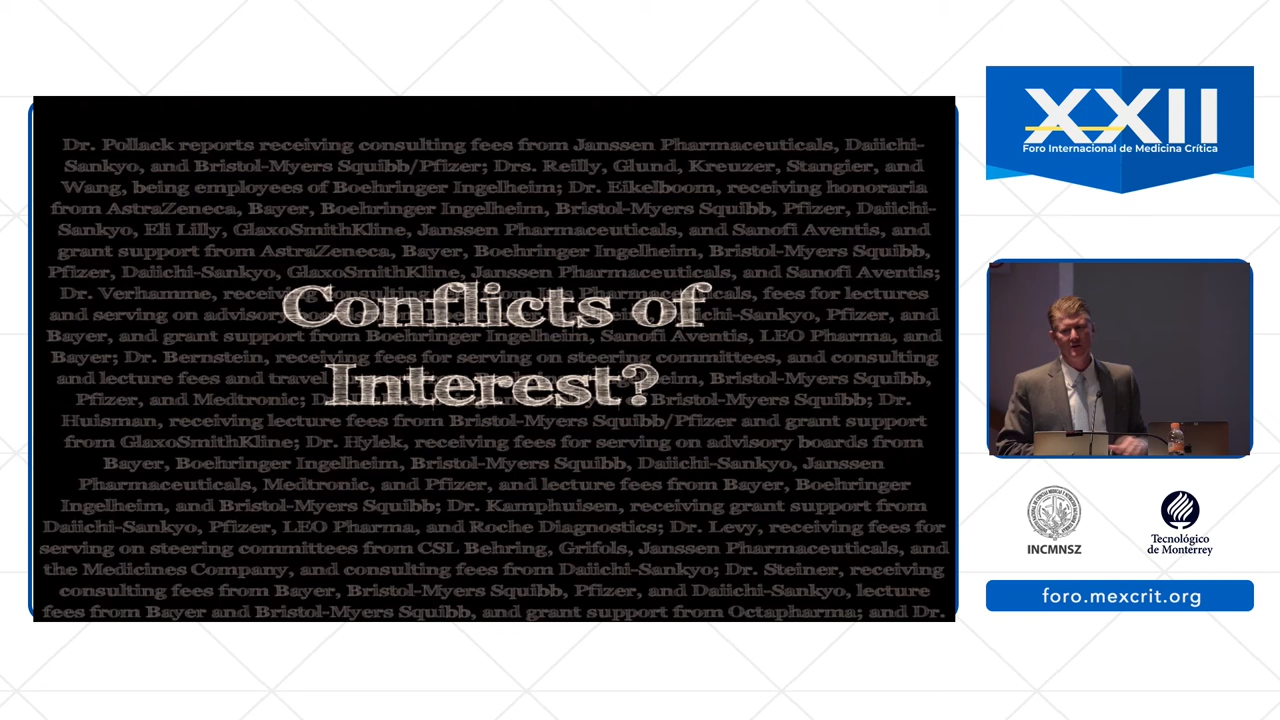 Dr. Pollack reports receiving consulting fees from Janssen Pharmaceuticals, Daiichi-
Sankyo, and Bristol-Myers Squibb/Pfizer; Drs. Reilly, Glund, Kreuzer, Stangier, and
Wang, being employees of Boehringer Ingelheim; Dr. Eikelboom, receiving honoraria
from AstraZeneca, Bayer, Boehringer Ingelheim, Bristol-Myers Squibb, Pfizer, Daiichi-
Sankyo, Eli Lilly, GlaxoSmithKline, Janssen Pharmaceuticals, and Sanofi Aventis, and
grant support from AstraZeneca, Bayer, Boehringer Ingelheim, Bristol-Myers Squibb,
Pfizer, Daiichi-Sankyo, GlaxoSmithKline, Janssen Pharmaceuticals, and Sanofi Aventis;
Dr. Verhamme, fees for lectures
and serving on advisory Pfizer, and
Bayer, and grant support from Boehringer Ingelheim, Sanofi Aventis, LEO Pharma, and
Bayer; Dr. Bernstein, receiving fees for serving on steering committees, and consulting
and lecture fees and travel Bristol-Myers Squibb,
Pfizer, and Medtronic; Bristol-Myers Squibb; Dr.
Huisman, receiving lecture fees from Bristol-Myers Squibb/Pfizer and grant support
from GlaxoSmithKline; Dr. Hylek, receiving fees for serving on advisory boards from
Bayer, Boehringer Ingelheim, Bristol-Myers Squibb, Daiichi-Sankyo, Janssen
Pharmaceuticals, Medtronic, and Pfizer, and lecture fees from Bayer, Boehringer
Ingelheim, and Bristol-Myers Squibb; Dr. Kamphuisen, receiving grant support from
Daiichi-Sankyo, Pfizer, LEO Pharma, and Roche Diagnostics; Dr. Levy, receiving fees for
serving on steering committees from CSL Behring, Grifols, Janssen Pharmaceuticals, and
the Medicines Company, and consulting fees from Daiichi-Sankyo; Dr. Steiner, receiving
consulting fees from Bayer, Bristol-Myers Squibb, Pfizer, and Daiichi-Sankyo, lecture
fees from Bayer and Bristol-Myers Squibb, and grant support from Octapharma; and Dr.
Conflicts of
Interest?
XXII
Foro Internacional de Medicina Crítica
INCMNSZ
Tecnológico
de Monterrey
foro.mexcrit.org